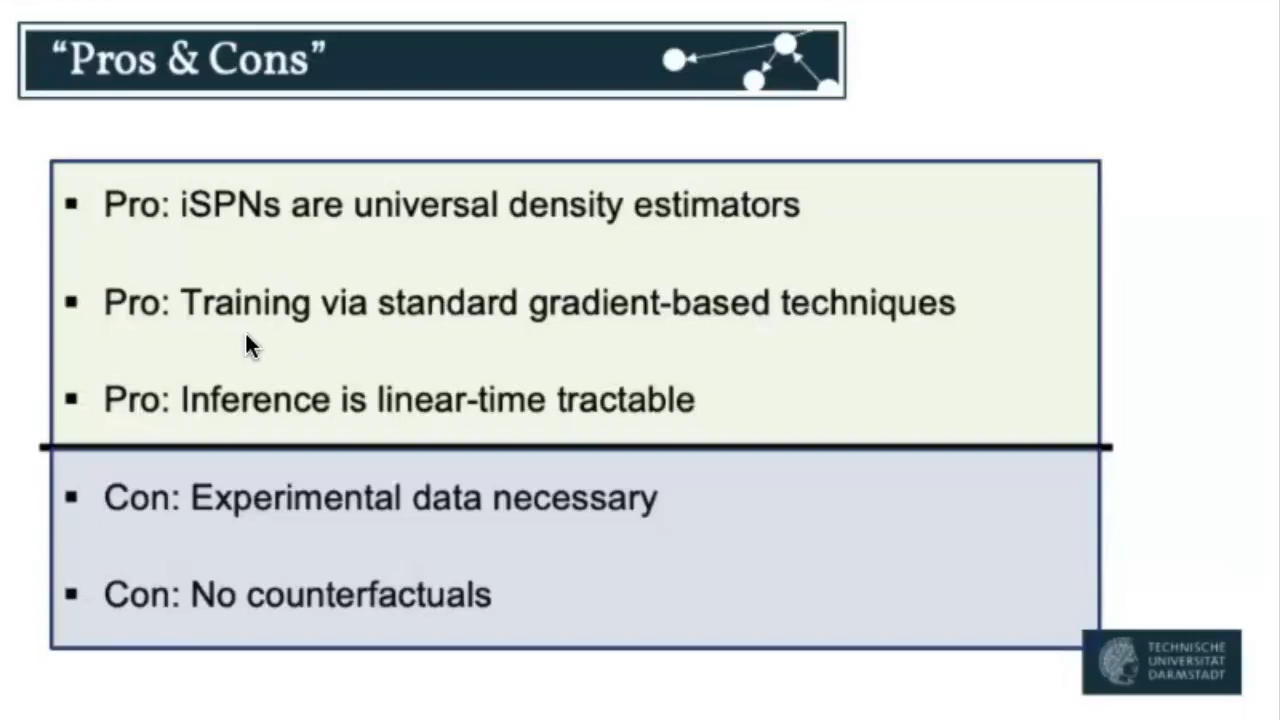 “Pros & Cons”
▪ Pro: iSPNs are universal density estimators
▪ Pro: Training via standard gradient-based techniques
▪ Pro: Inference is linear-time tractable
▪ Con: Experimental data necessary
▪ Con: No counterfactuals
TECHNISCHE
UNIVERSITÄT
DARMSTADT